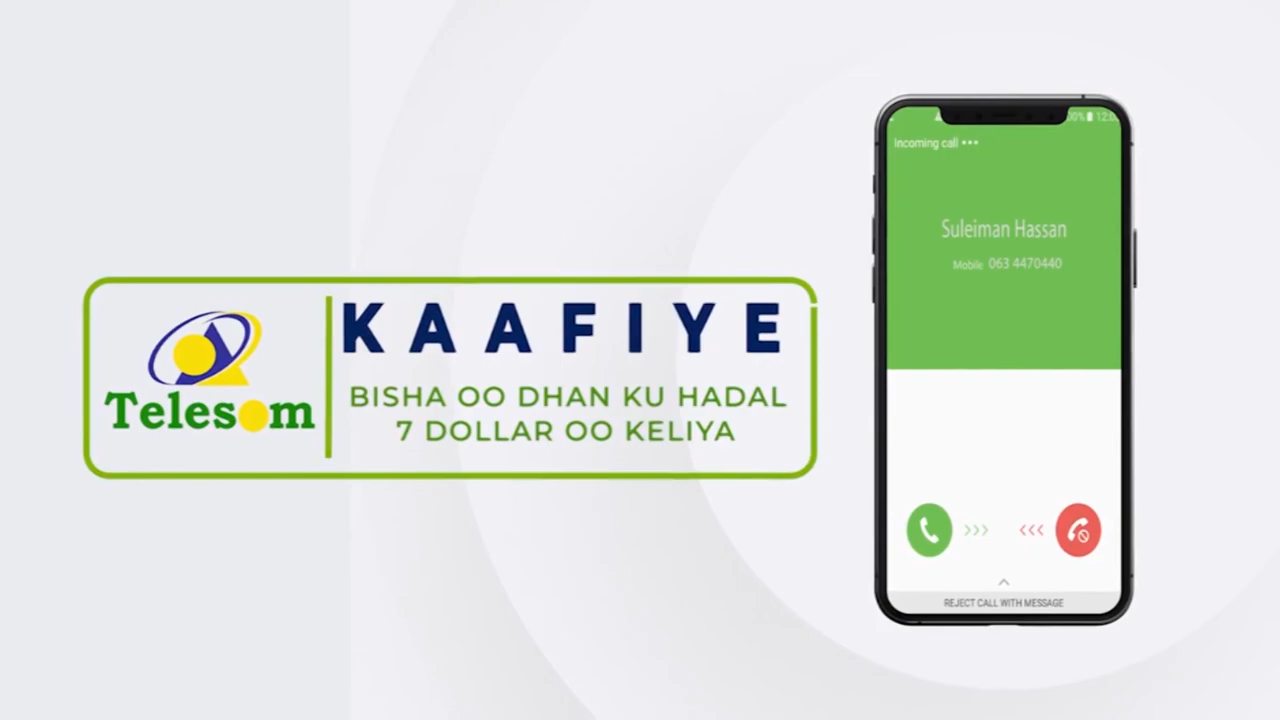 Telesom
KAAFIYE
BISHA OO DHAN KU HADAL
7 DOLLAR OO KELIYA
Incoming call •••
Suleiman Hassan
Mobile 063 4470440
REJECT CALL WITH MESSAGE